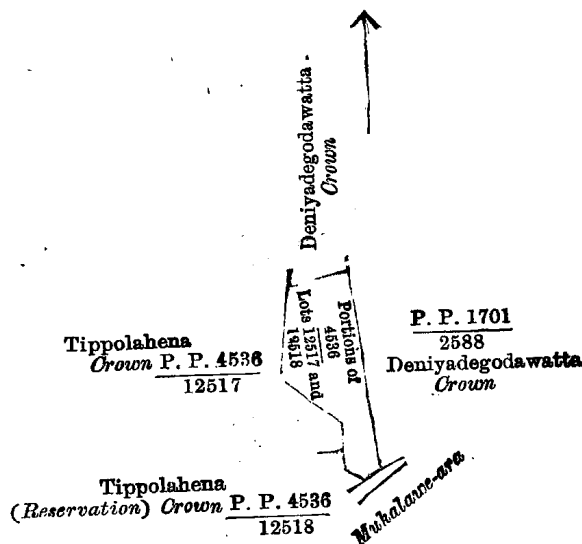 Deniyadegodawatta -
Crown
Portions of
4536
Lots 12517 and
12518
P. P. 1701
2588
Deniyadegodawatta
Crown
Tippolahena
Crown P. P. 4536
12517
Tippolahena
(Reservation) Crown P. P. 4536
12518
Mukalawe-ara